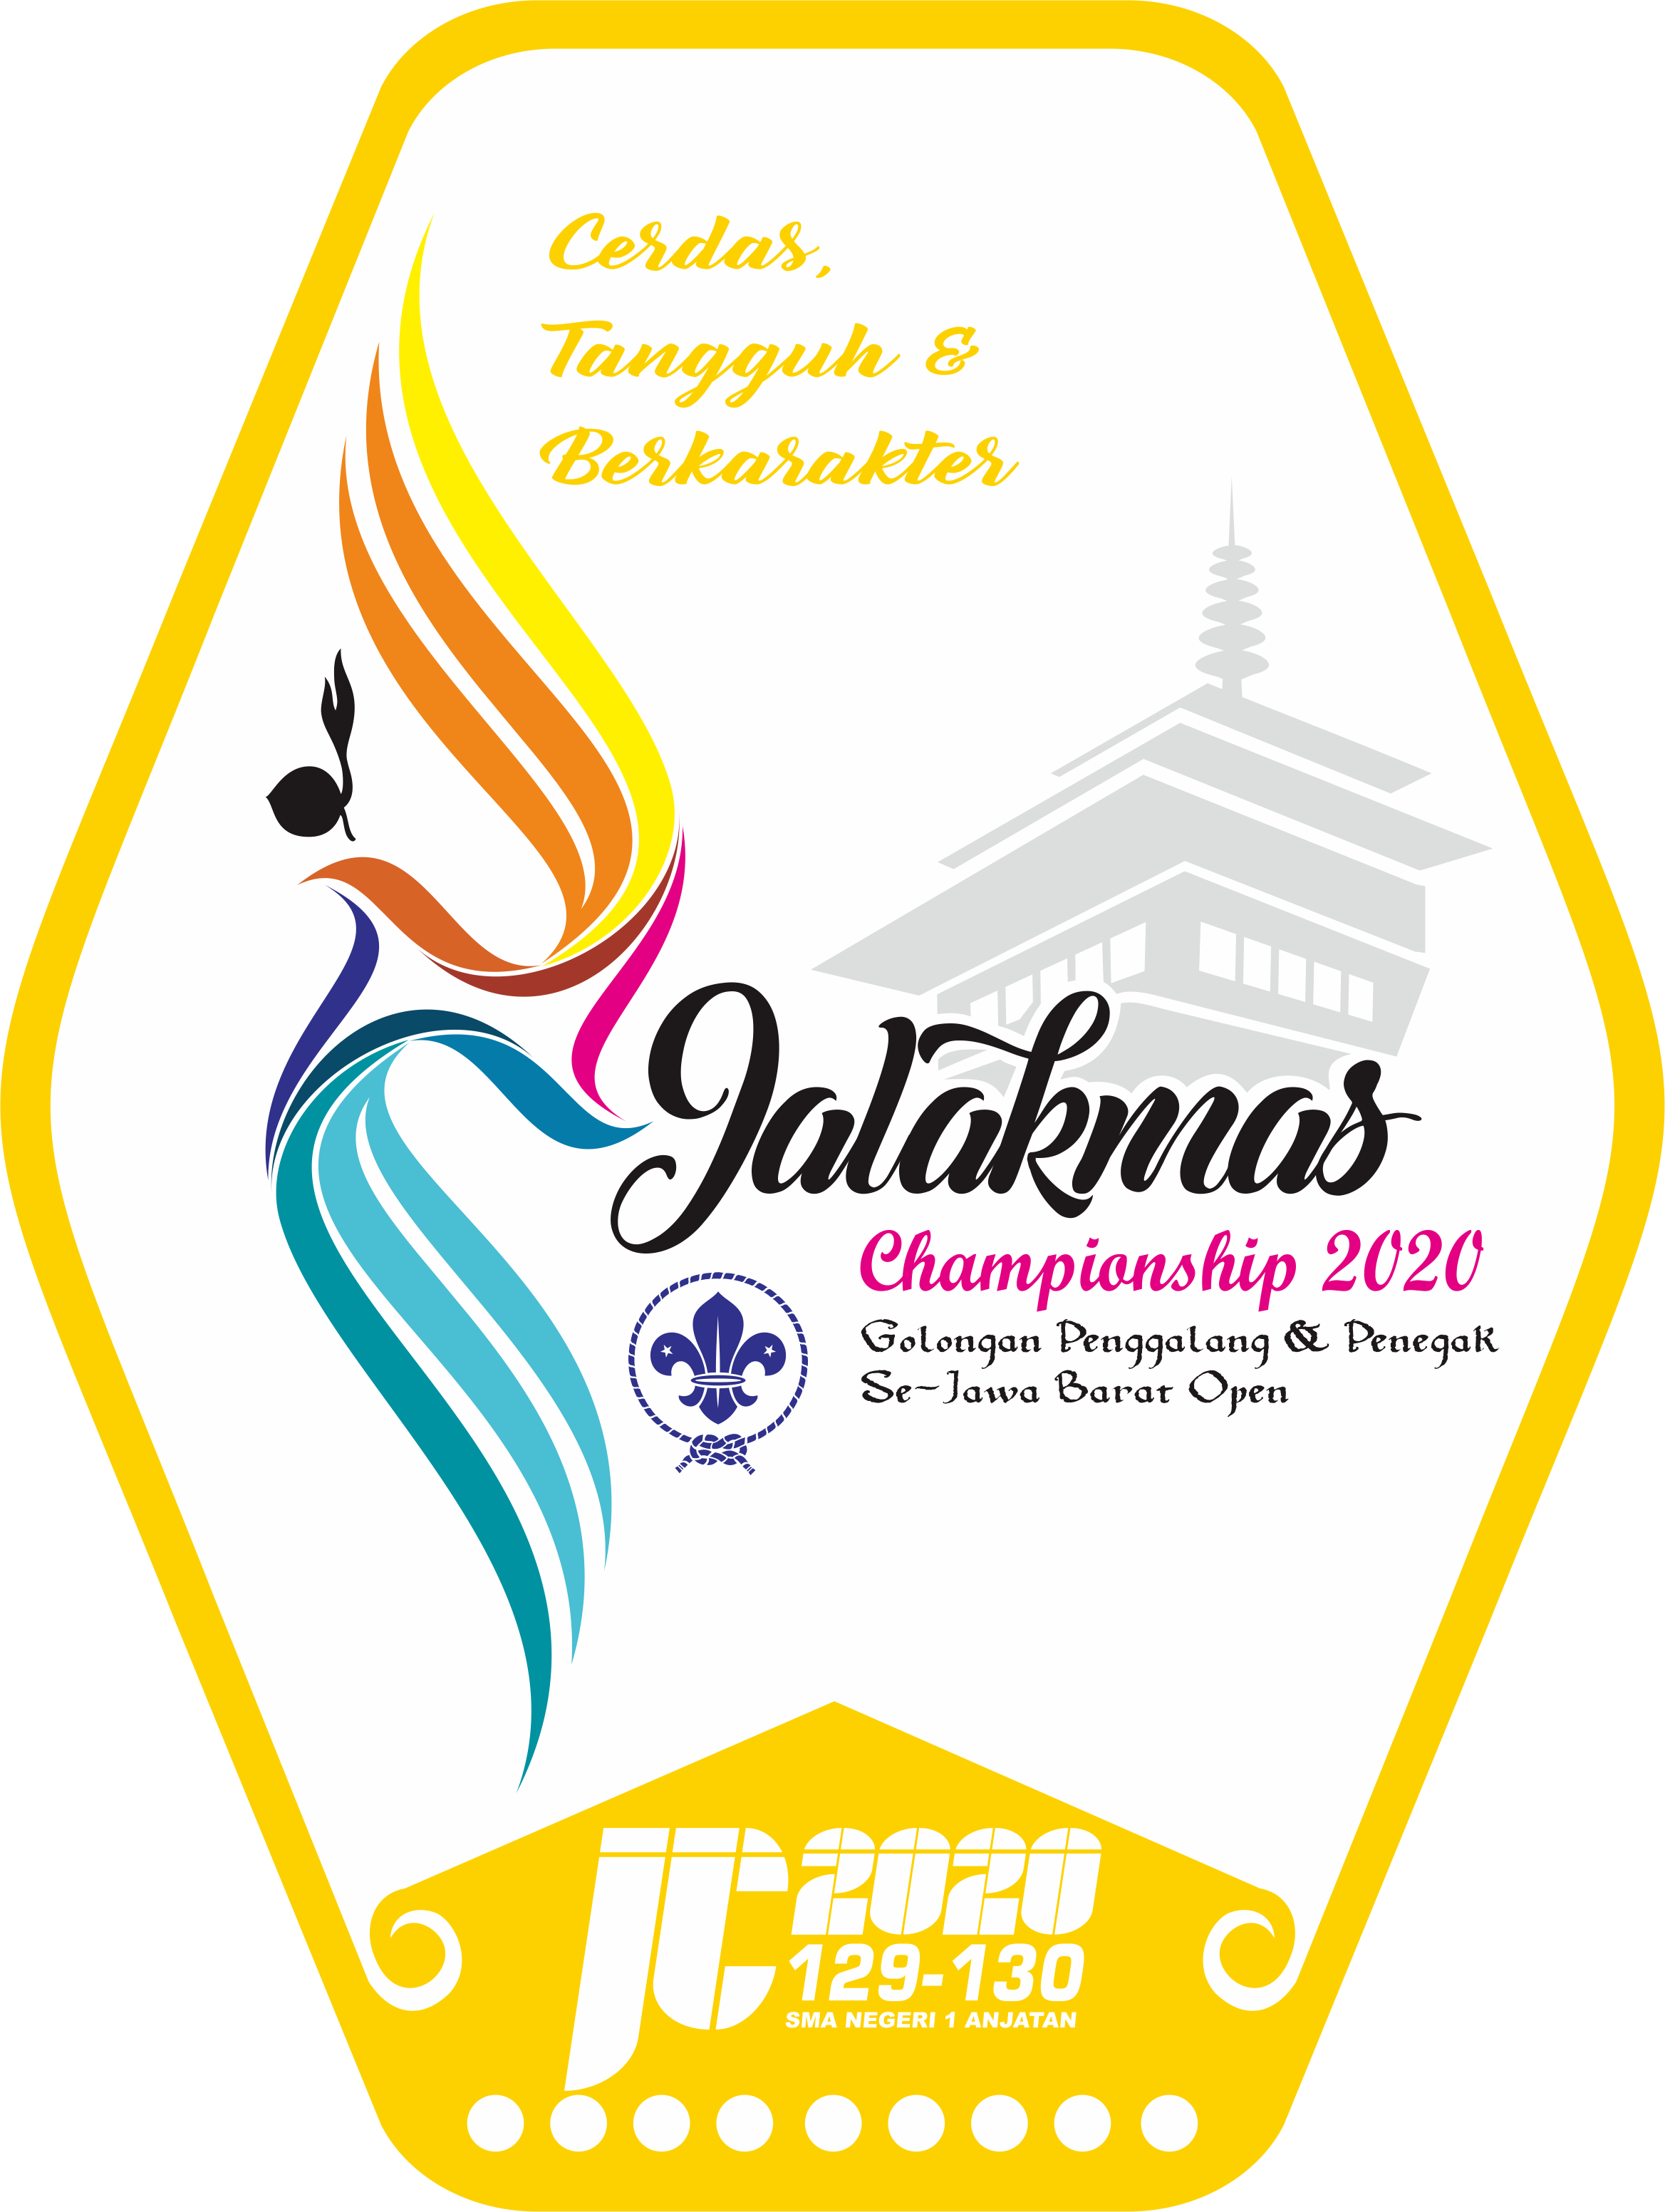 Cerdas,
Tangguh &
Berkarakter
Jalakmas
Championship 2020
Golongan Penggalang & Penegak
Se-Jawa Barat Open
JC 2020
129-130
SMA NEGERI 1 ANJATAN